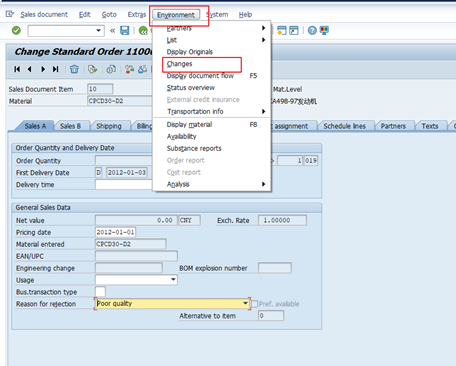 Sales document Edit Goto Extras Environment System Help
Change Standard Order 1100
Partners
List
Display Originals
Changes
Display document flow F5
Status overview
External credit insurance
Transportation info
Display material F8
Availability
Substance reports
Order report
Cost report
Analysis
Sales Document Item 10 Mat.Level
Material CPCD30-D2 A498-97发动机
Sales A Sales B Shipping Billing t assignment Schedule lines Partners Texts
Order Quantity and Delivery Date
Order Quantity 1 019
First Delivery Date D 2012-01-03
Delivery time
General Sales Data
Net value 0.00 CNY Exch. Rate 1.00000
Pricing date 2012-01-01
Material entered CPCD30-D2
EAN/UPC
Engineering change BOM explosion number
Usage
Bus.transaction type
Reason for rejection Poor quality Pref. available
Alternative to item 0